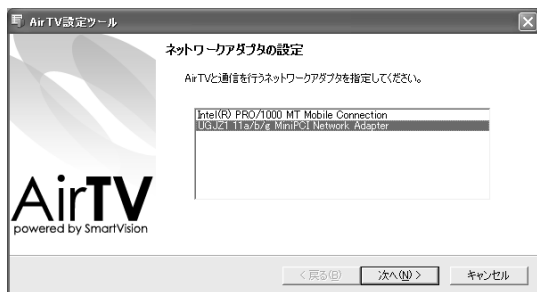 AirTV設定ツール
ネットワークアダプタの設定
AirTVと通信を行うネットワークアダプタを指定してください。
Intel(R) PRO/1000 MT Mobile Connection
UGJZ1 11a/b/g MiniPCI Network Adapter
AirTV
powered by SmartVision
< 戻る(B)
次へ(N) >
キャンセル